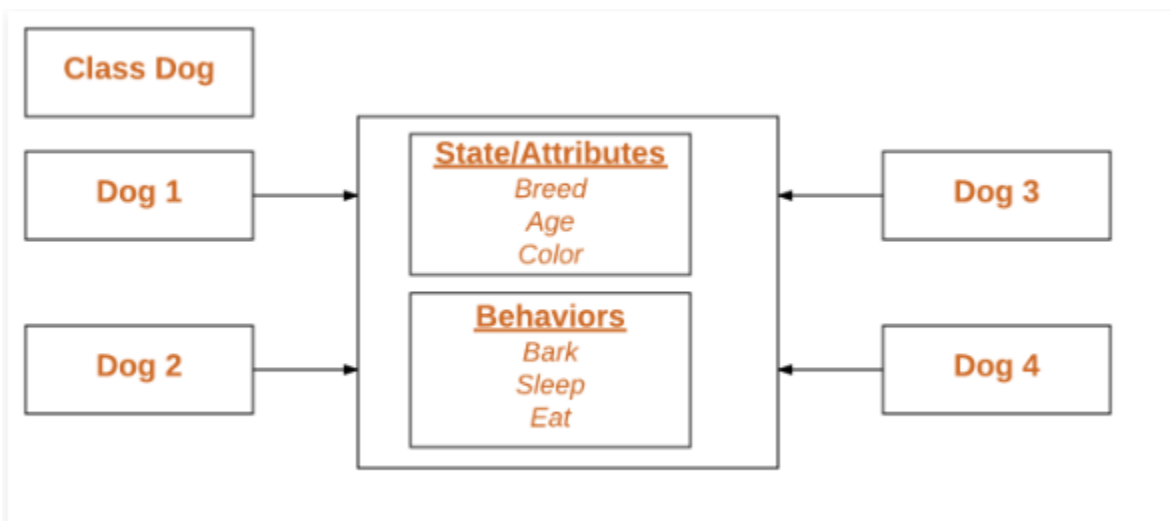 Class Dog
Dog 1
Dog 2
State/Attributes
Breed
Age
Color
Behaviors
Bark
Sleep
Eat
Dog 3
Dog 4